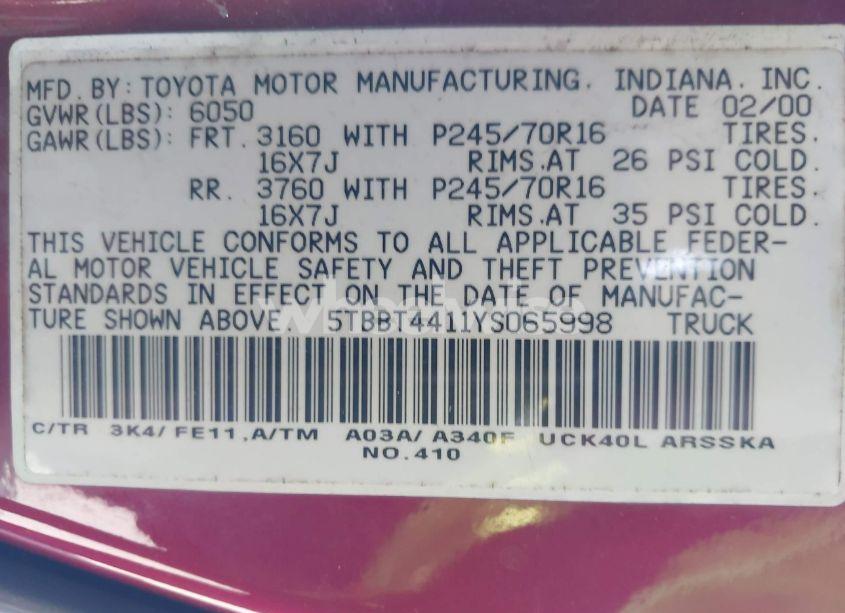 MFD. BY: TOYOTA MOTOR MANUFACTURING. INDIANA. INC.
GVWR(LBS): 6050 DATE 02/00
GAWR(LBS): FRT. 3160 WITH P245/70R16 TIRES.
16X7J RIMS.AT 26 PSI COLD.
RR. 3760 WITH P245/70R16 TIRES.
16X7J RIMS.AT 35 PSI COLD.
THIS VEHICLE CONFORMS TO ALL APPLICABLE FEDER-
AL MOTOR VEHICLE SAFETY AND THEFT PREVENTION
STANDARDS IN EFFECT ON THE DATE OF MANUFAC-
TURE SHOWN ABOVE. 5TBBT4411YS065998 TRUCK
C/TR 3K4/ FE11 ,A/TM A03A/ A340F UCK40L ARSSKA
NO.410